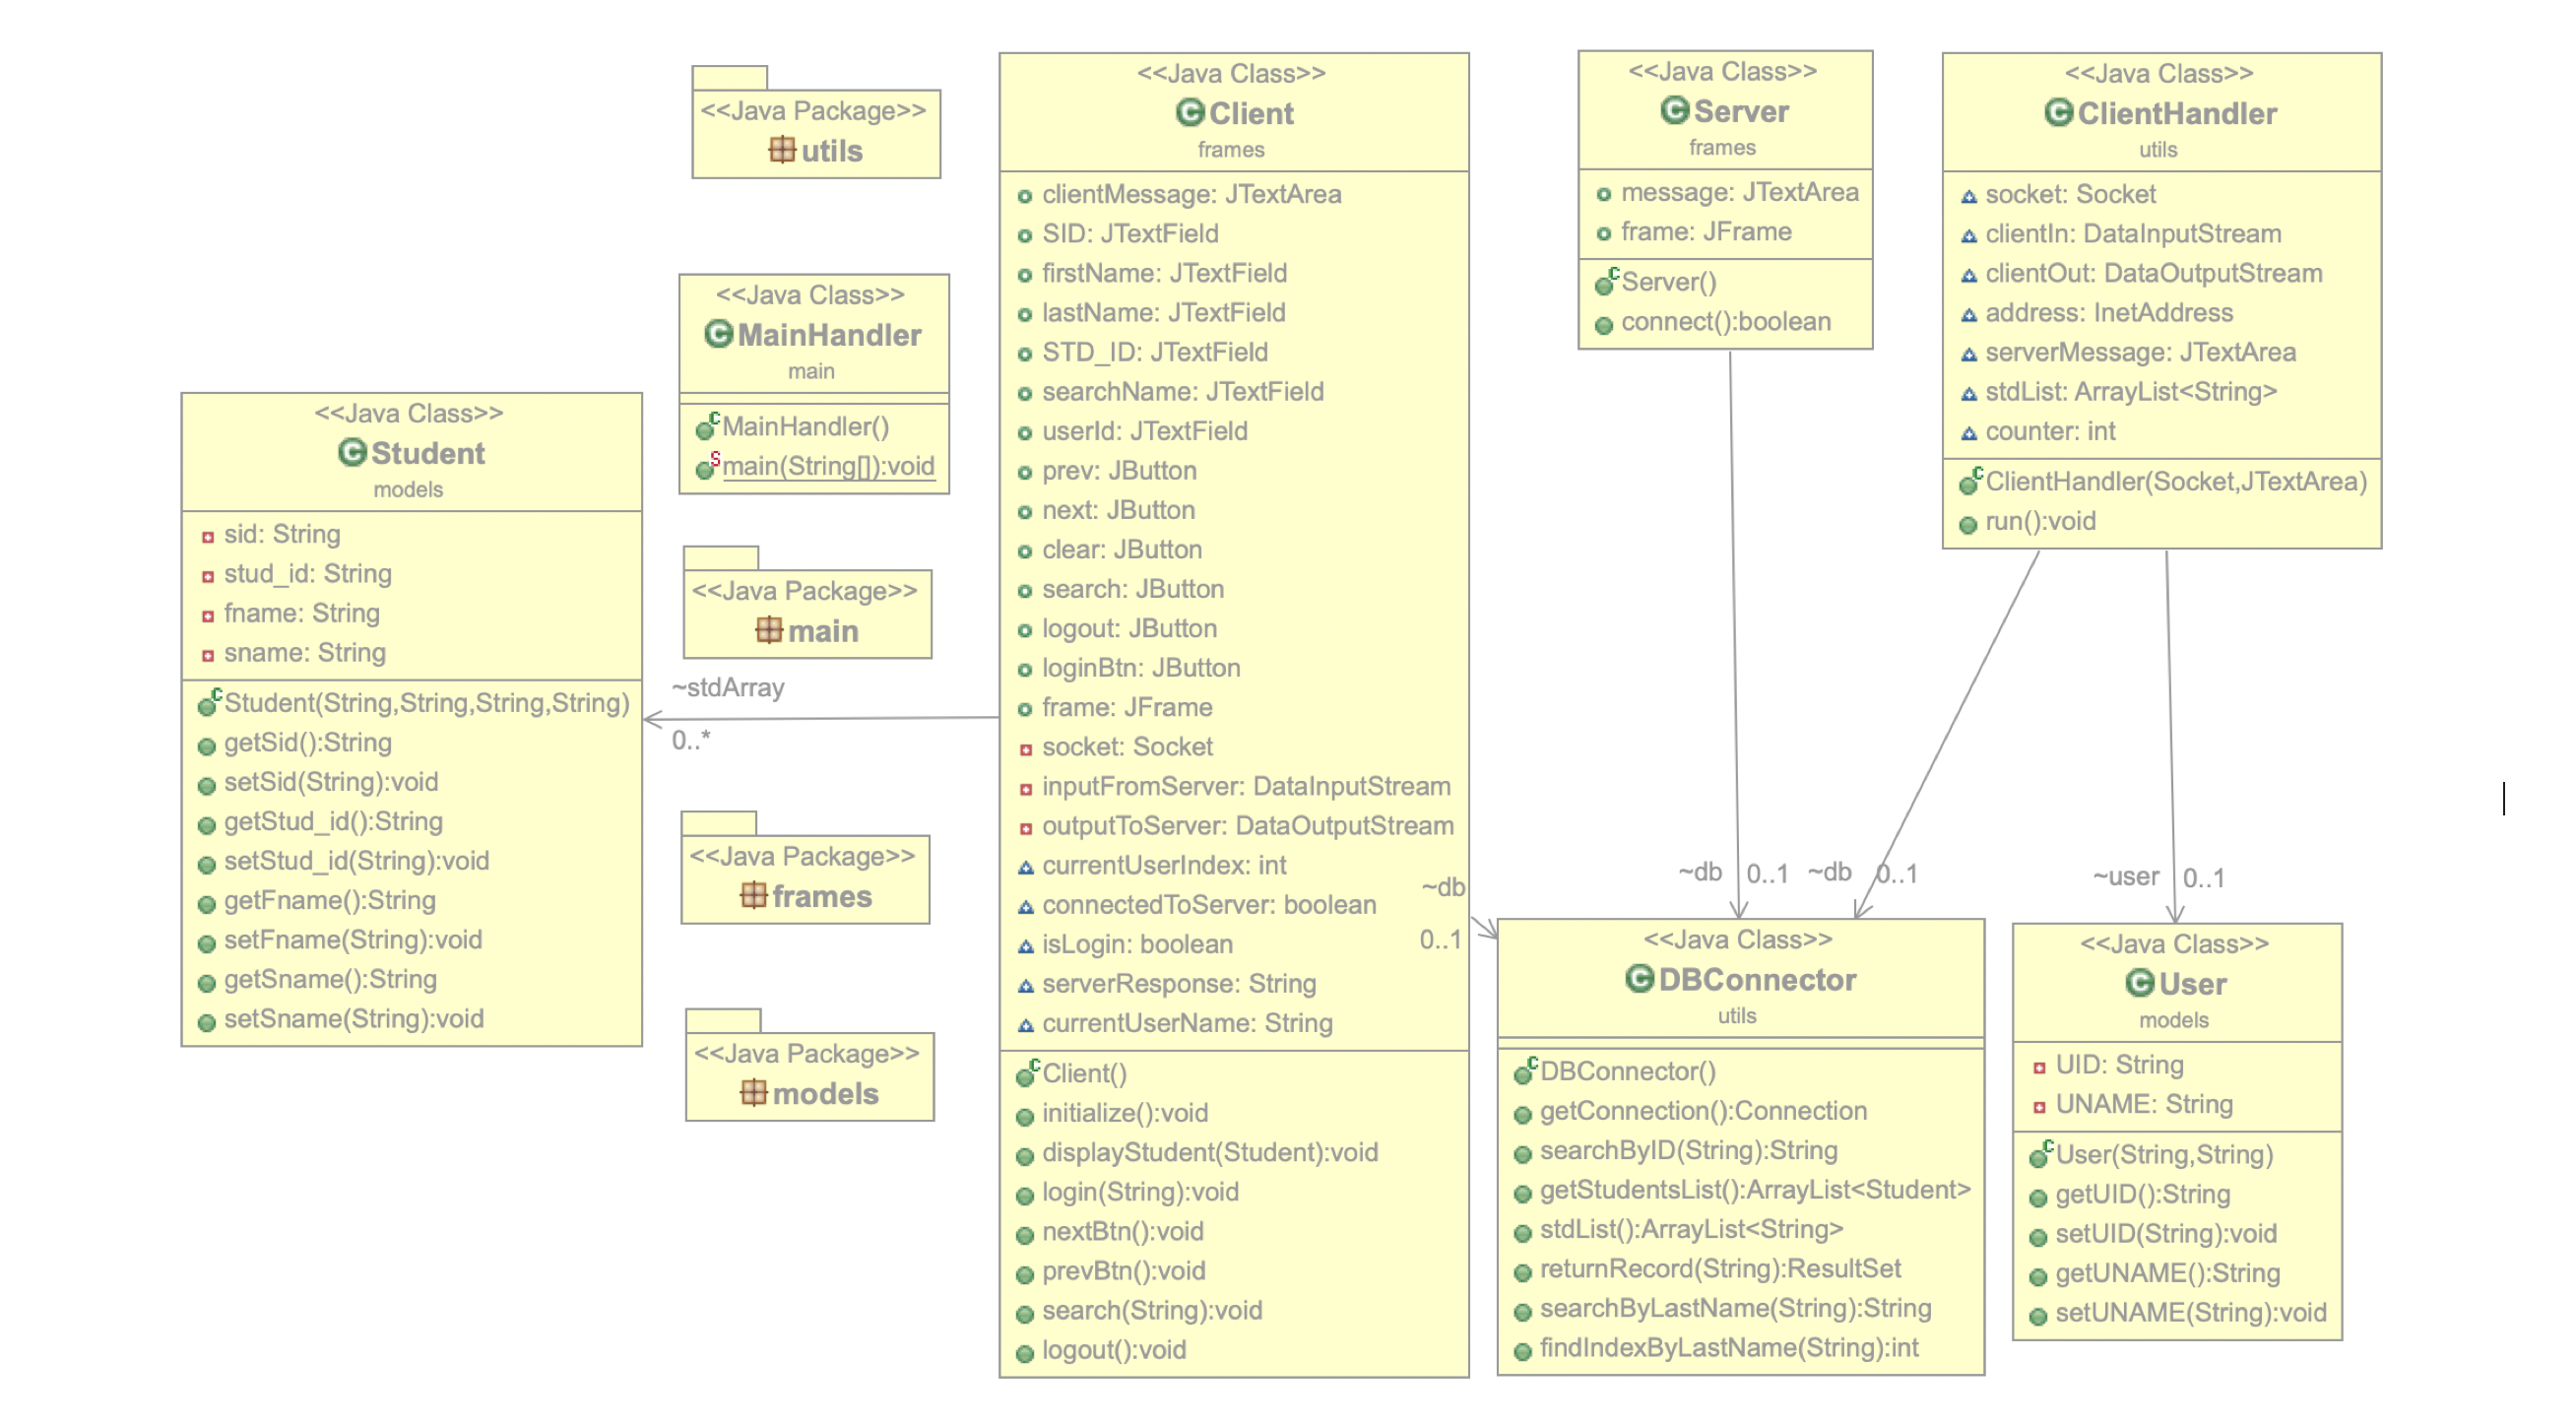 <<Java Package>>
utils
<<Java Class>>
MainHandler
main
MainHandler()
main(String[]):void
<<Java Package>>
main
<<Java Package>>
frames
<<Java Package>>
models
<<Java Class>>
Student
models
sid: String
stud_id: String
fname: String
sname: String
Student(String,String,String,String)
getSid():String
setSid(String):void
getStud_id():String
setStud_id(String):void
getFname():String
setFname(String):void
getSname():String
setSname(String):void
~stdArray
0..*
<<Java Class>>
Client
frames
clientMessage: JTextArea
SID: JTextField
firstName: JTextField
lastName: JTextField
STD_ID: JTextField
searchName: JTextField
userId: JTextField
prev: JButton
next: JButton
clear: JButton
search: JButton
logout: JButton
loginBtn: JButton
frame: JFrame
socket: Socket
inputFromServer: DataInputStream
outputToServer: DataOutputStream
currentUserIndex: int
connectedToServer: boolean
isLogin: boolean
serverResponse: String
currentUserName: String
Client()
initialize():void
displayStudent(Student):void
login(String):void
nextBtn():void
prevBtn():void
search(String):void
logout():void
~db
0..1
<<Java Class>>
Server
frames
message: JTextArea
frame: JFrame
Server()
connect():boolean
~db 0..1
<<Java Class>>
ClientHandler
utils
socket: Socket
clientIn: DataInputStream
clientOut: DataOutputStream
address: InetAddress
serverMessage: JTextArea
stdList: ArrayList<String>
counter: int
ClientHandler(Socket,JTextArea)
run():void
~db 0..1
~user 0..1
<<Java Class>>
DBConnector
utils
DBConnector()
getConnection():Connection
searchByID(String):String
getStudentsList():ArrayList<Student>
stdList():ArrayList<String>
returnRecord(String):ResultSet
searchByLastName(String):String
findIndexByLastName(String):int
<<Java Class>>
User
models
UID: String
UNAME: String
User(String,String)
getUID():String
setUID(String):void
getUNAME():String
setUNAME(String):void